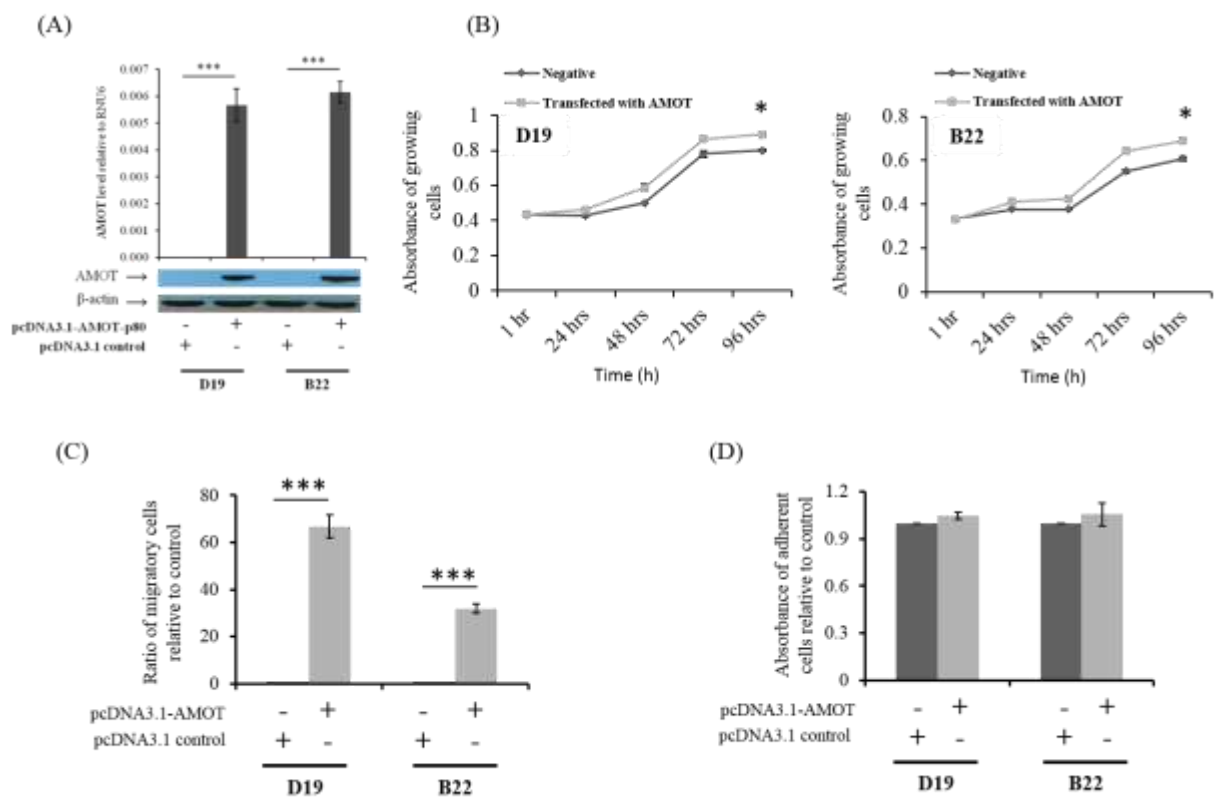 (A)
*** ***
AMOT level relative to RNU6
0.007
0.006
0.005
0.004
0.003
0.002
0.001
0.000
AMOT →
β-actin →
pcDNA3.1-AMOT-p80 - + - +
pcDNA3.1 control + - + -
D19 B22
(B)
Negative
Transfected with AMOT
D19
*
Absorbance of growing
cells
1
0.8
0.6
0.4
0.2
0
1 hr
24 hrs
48 hrs
72 hrs
96 hrs
Time (h)
Negative
Transfected with AMOT
B22
*
Absorbance of growing
cells
0.8
0.6
0.4
0.2
0
1 hr
24 hrs
48 hrs
72 hrs
96 hrs
Time (h)
(C)
***
***
Ratio of migratory cells
relative to control
80
60
40
20
0
pcDNA3.1-AMOT - + - +
pcDNA3.1 control + - + -
D19 B22
(D)
Absorbance of adherent
cells relative to control
1.2
0.9
0.6
0.3
0
pcDNA3.1-AMOT - + - +
pcDNA3.1 control + - + -
D19 B22